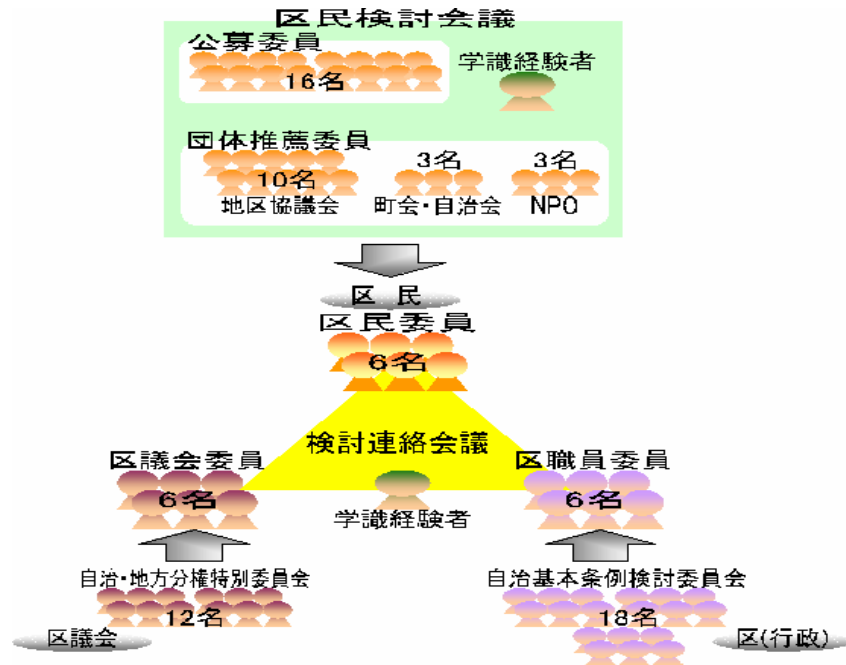 区民検討会議
公募委員
16名
学識経験者
団体推薦委員
10名
地区協議会
3名
町会・自治会
3名
NPO
区 民
区民委員
6名
検討連絡会議
学識経験者
区議会委員
6名
区職員委員
6名
自治・地方分権特別委員会
12名
区議会
自治基本条例検討委員会
18名
区(行政)